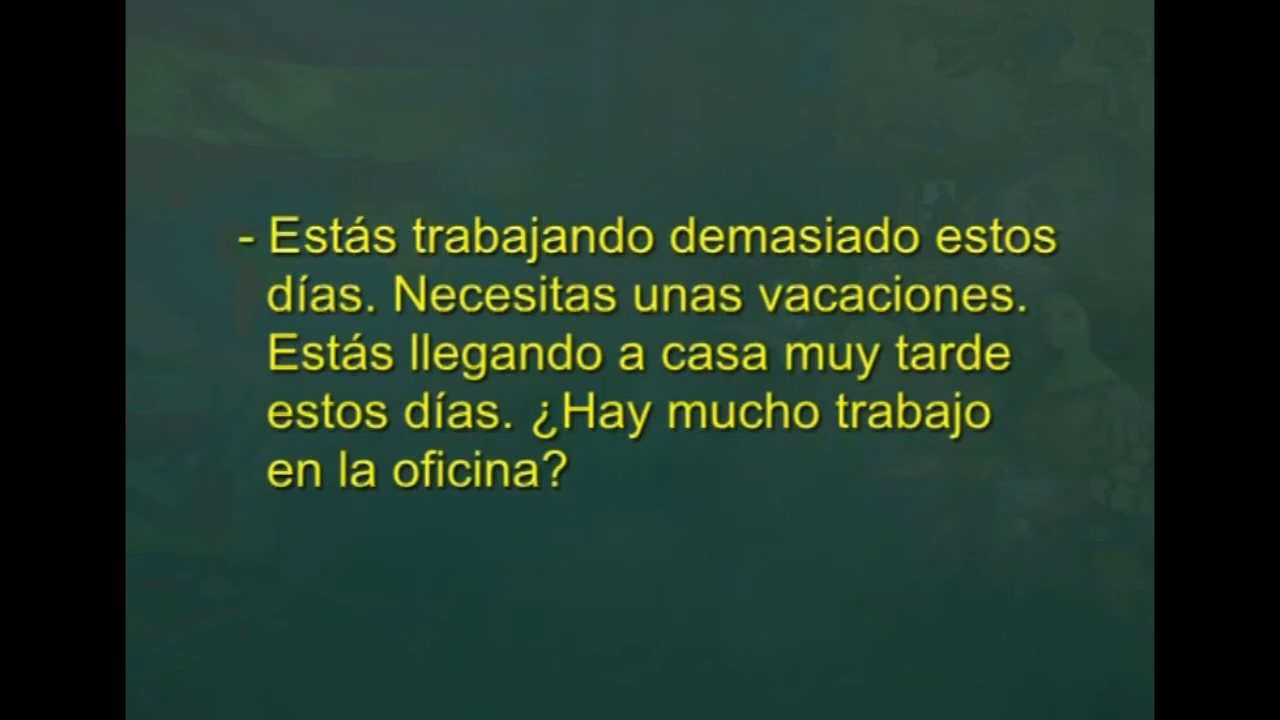 - Estás trabajando demasiado estos
días. Necesitas unas vacaciones.
Estás llegando a casa muy tarde
estos días. ¿Hay mucho trabajo
en la oficina?